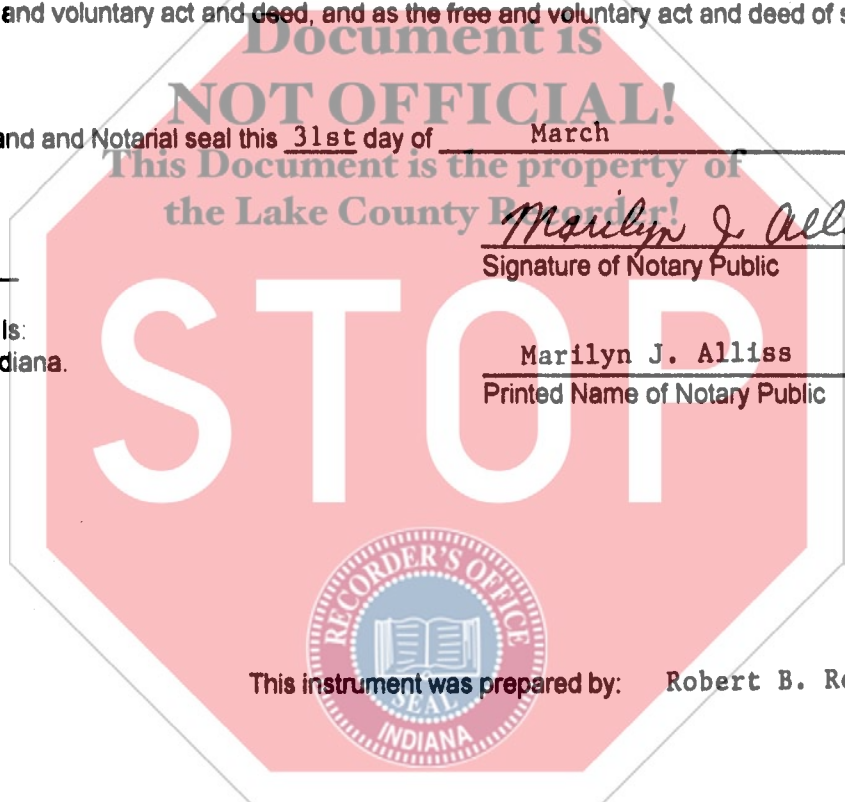 and voluntary act and deed, and as the free and voluntary act and deed of
Document is
NOT OFFICIAL!
and and Notarial seal this 31st day of March
This Document is the property of
the Lake County Recorder!
Marilyn J.
Signature of Notary Public
STOP
ls:
diana.
Marilyn J. Alliss
Printed Name of Notary Public
RECORDER'S OFFICE
This instrument was prepared by: Robert B.
SEAL
INDIANA